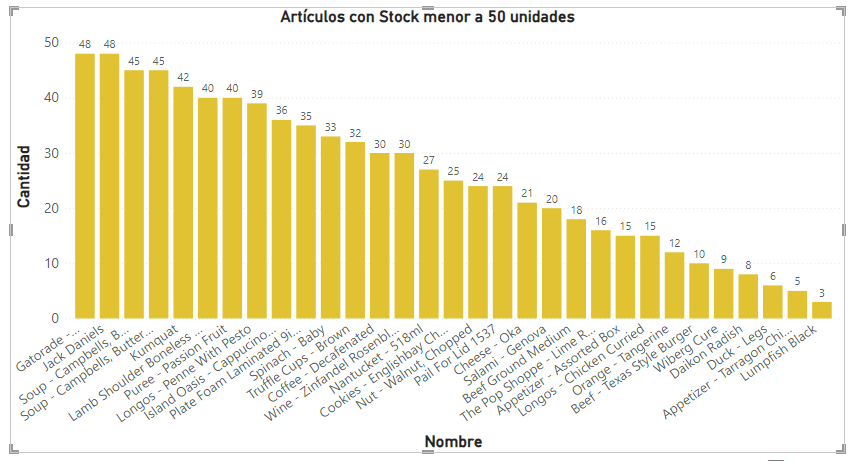 Artículos con Stock menor a 50 unidades
Cantidad
50
40
30
20
10
0
48
48
45
45
42
40
40
39
36
35
33
32
30
30
27
25
24
24
21
20
18
16
15
15
12
10
9
8
6
5
3
Gatorade -...
Jack Daniels
Soup - Campbells, B...
Soup - Campbells, Butter...
Kumquat
Lamb Shoulder Boneless ...
Puree - Passion Fruit
Longos - Penne With Pesto
Island Oasis - Cappucino...
Plate Foam Laminated 9i...
Spinach - Baby
Truffle Cups - Brown
Coffee - Decafenated
Wine - Zinfandel Rosenbl...
Nantucket - 518ml
Cookies - Englishbay Ch...
Nut - Walnut, Chopped
Pail For Lid 1537
Cheese - Oka
Salami - Genova
Beef Ground Medium
The Pop Shoppe - Lime R...
Appetizer - Assorted Box
Longos - Chicken Curried
Orange - Tangerine
Beef - Texas Style Burger
Wiberg Cure
Daikon Radish
Duck - Legs
Appetizer - Tarragon Chi...
Lumpfish Black
Nombre